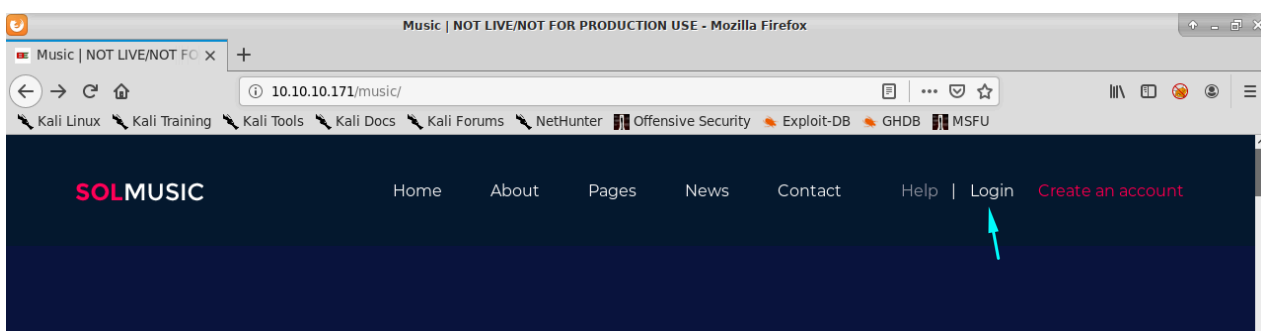 Music | NOT LIVE/NOT FOR PRODUCTION USE - Mozilla Firefox
Music | NOT LIVE/NOT FO
10.10.10.171/music/
Kali Linux Kali Training Kali Tools Kali Docs Kali Forums NetHunter Offensive Security Exploit-DB GHDB MSFU
SOLMUSIC Home About Pages News Contact Help | Login Create an account